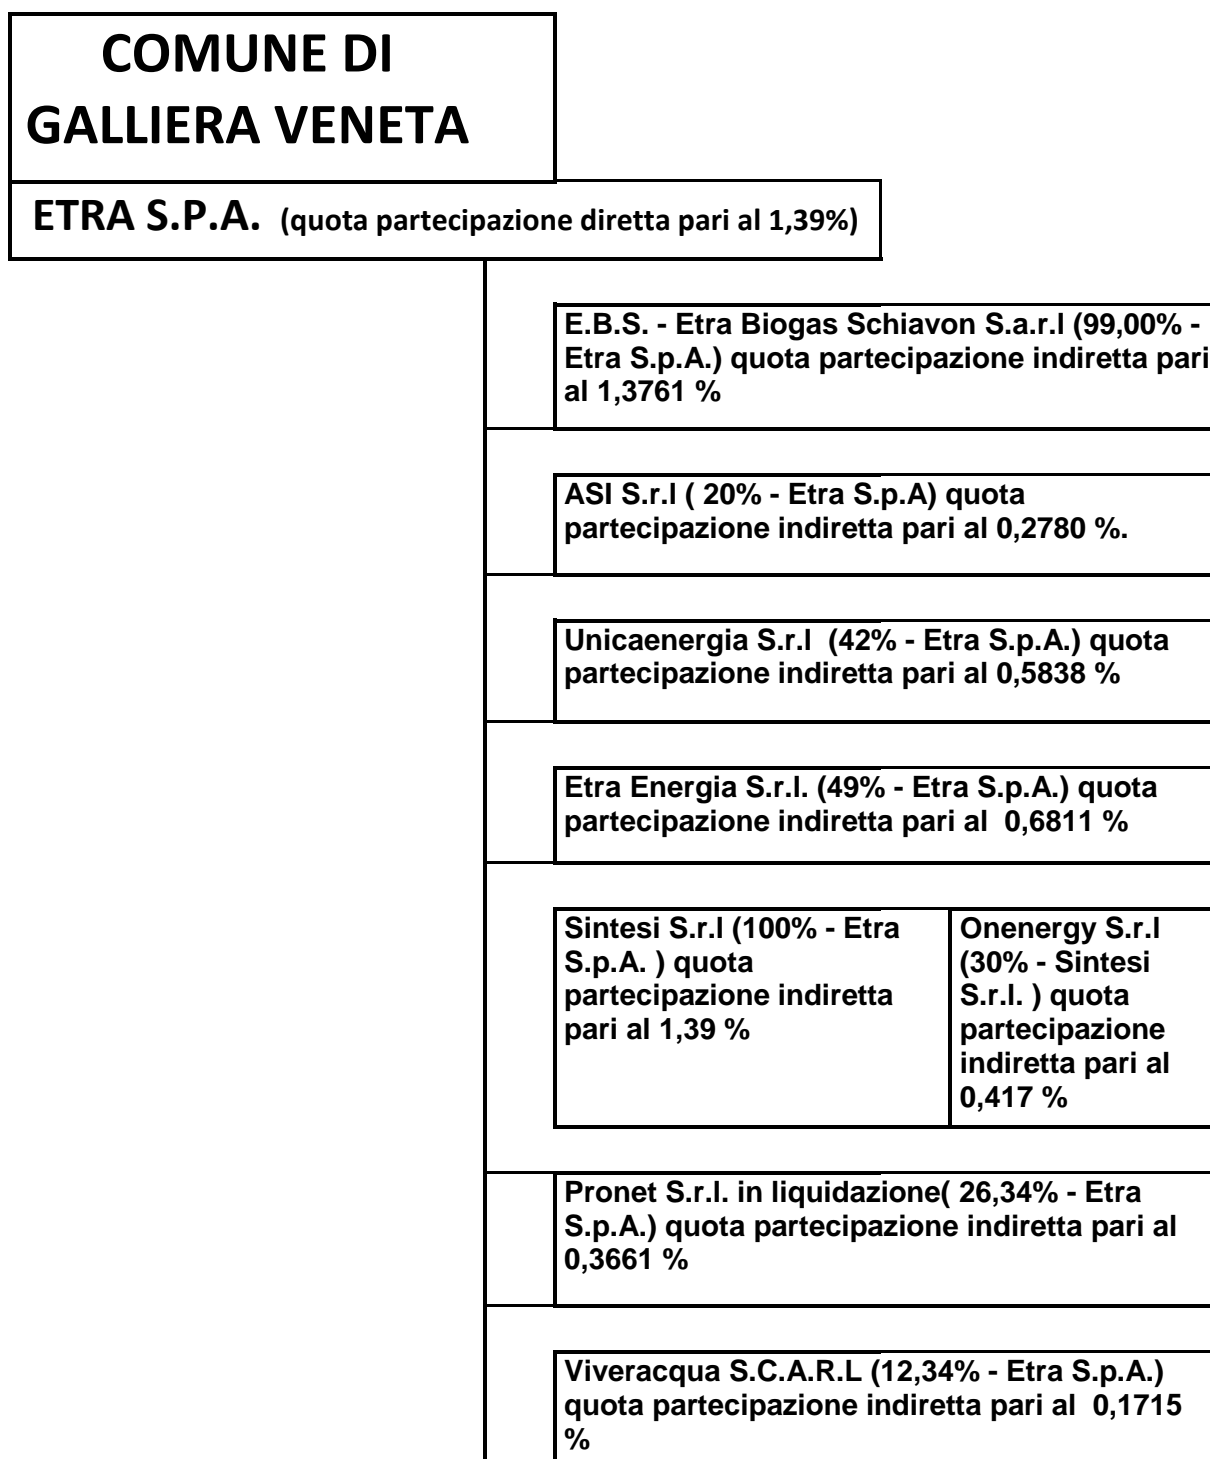 COMUNE DI
GALLIERA VENETA
ETRA S.P.A. (quota partecipazione diretta pari al 1,39%)
E.B.S. - Etra Biogas Schiavon S.a.r.l (99,00% -
Etra S.p.A.) quota partecipazione indiretta pari
al 1,3761 %
ASI S.r.l ( 20% - Etra S.p.A) quota
partecipazione indiretta pari al 0,2780 %.
Unicaenergia S.r.l  (42% - Etra S.p.A.) quota
partecipazione indiretta pari al 0,5838 %
Etra Energia S.r.l. (49% - Etra S.p.A.) quota
partecipazione indiretta pari al  0,6811 %
Sintesi S.r.l (100% - Etra
S.p.A. ) quota
partecipazione indiretta
pari al 1,39 %
Onenergy S.r.l
(30% - Sintesi
S.r.l. ) quota
partecipazione
indiretta pari al
0,417 %
Pronet S.r.l. in liquidazione( 26,34% - Etra
S.p.A.) quota partecipazione indiretta pari al
0,3661 %
Viveracqua S.C.A.R.L (12,34% - Etra S.p.A.)
quota partecipazione indiretta pari al  0,1715
%